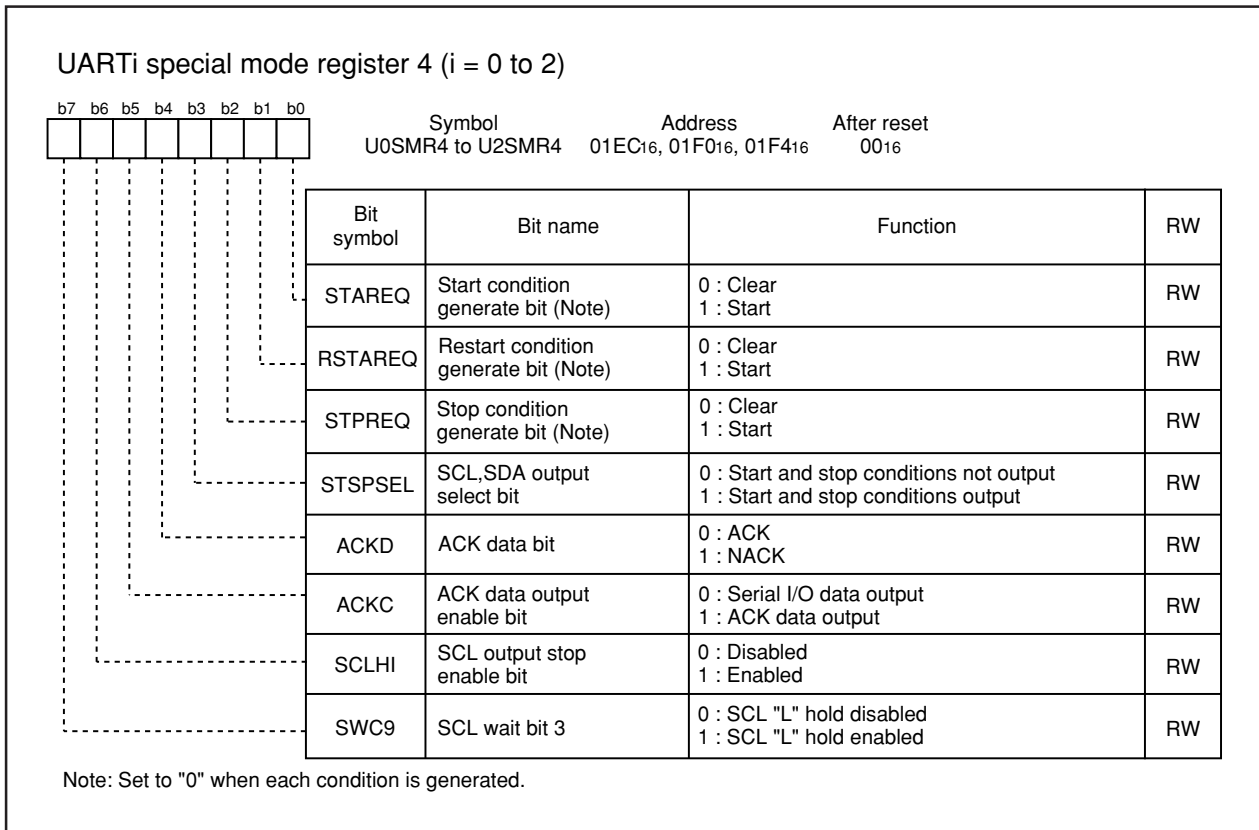 UARTi special mode register 4 (i = 0 to 2)
b7 b6 b5 b4 b3 b2 b1 b0
Symbol Address After reset
U0SMR4 to U2SMR4 01EC16, 01F016, 01F416 0016
Bit symbol Bit name Function RW
STAREQ Start condition generate bit (Note) 0 : Clear 1 : Start RW
RSTAREQ Restart condition generate bit (Note) 0 : Clear 1 : Start RW
STPREQ Stop condition generate bit (Note) 0 : Clear 1 : Start RW
STSPSEL SCL,SDA output select bit 0 : Start and stop conditions not output 1 : Start and stop conditions output RW
ACKD ACK data bit 0 : ACK 1 : NACK RW
ACKC ACK data output enable bit 0 : Serial I/O data output 1 : ACK data output RW
SCLHI SCL output stop enable bit 0 : Disabled 1 : Enabled RW
SWC9 SCL wait bit 3 0 : SCL "L" hold disabled 1 : SCL "L" hold enabled RW
Note: Set to "0" when each condition is generated.